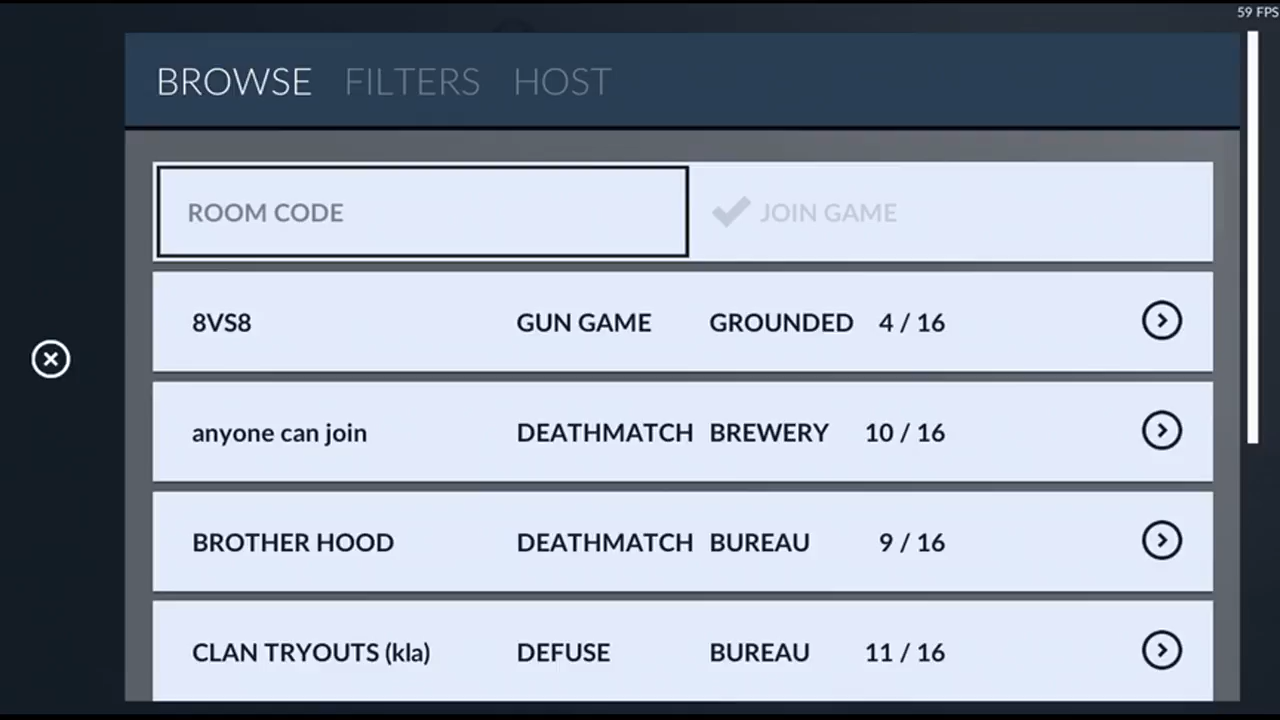 59 FPS
BROWSE FILTERS HOST
ROOM CODE JOIN GAME
8VS8 GUN GAME GROUNDED 4 / 16
anyone can join DEATHMATCH BREWERY 10 / 16
BROTHER HOOD DEATHMATCH BUREAU 9 / 16
CLAN TRYOUTS (kla) DEFUSE BUREAU 11 / 16